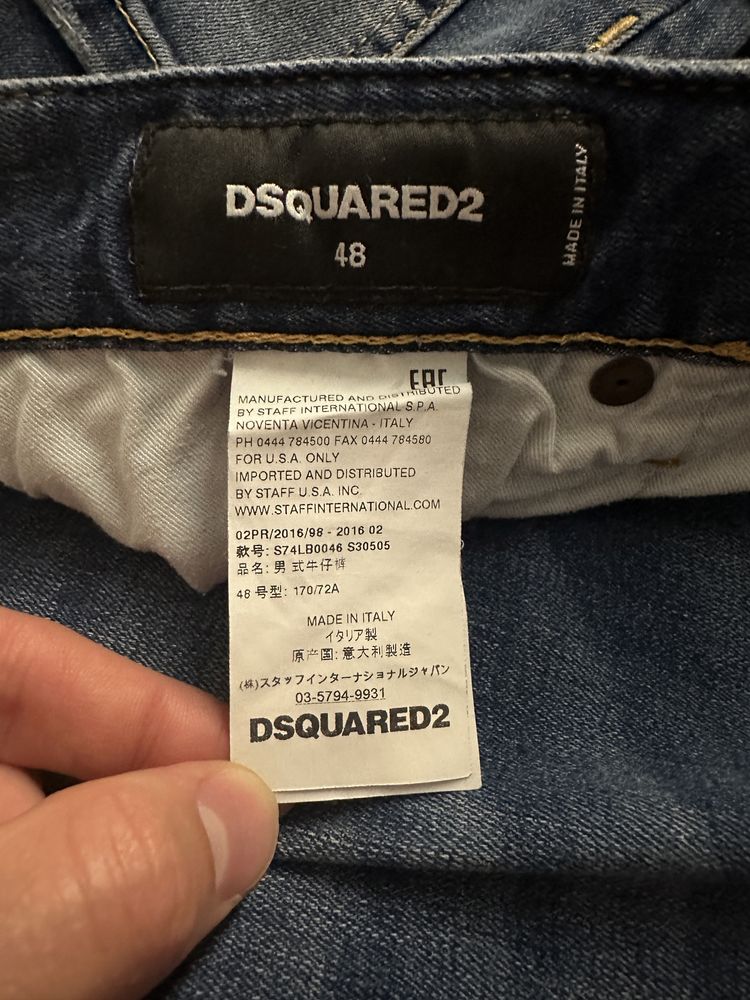 DSQUARED2
48
MADE IN ITALY
EAC
MANUFACTURED AND DISTRIBUTED
BY STAFF INTERNATIONAL S.P.A.
NOVENTA VICENTINA - ITALY
PH 0444 784500 FAX 0444 784580
FOR U.S.A. ONLY
IMPORTED AND DISTRIBUTED
BY STAFF U.S.A. INC
WWW.STAFFINTERNATIONAL.COM
02PR/2016/98 - 2016 02
款号: S74LB0046 S30505
品名: 男 式牛仔裤
48 号型: 170/72A
MADE IN ITALY
イタリア製
原产国: 意大利製造
(株)スタッフインターナショナルジャパン
03-5794-9931
DSQUARED2